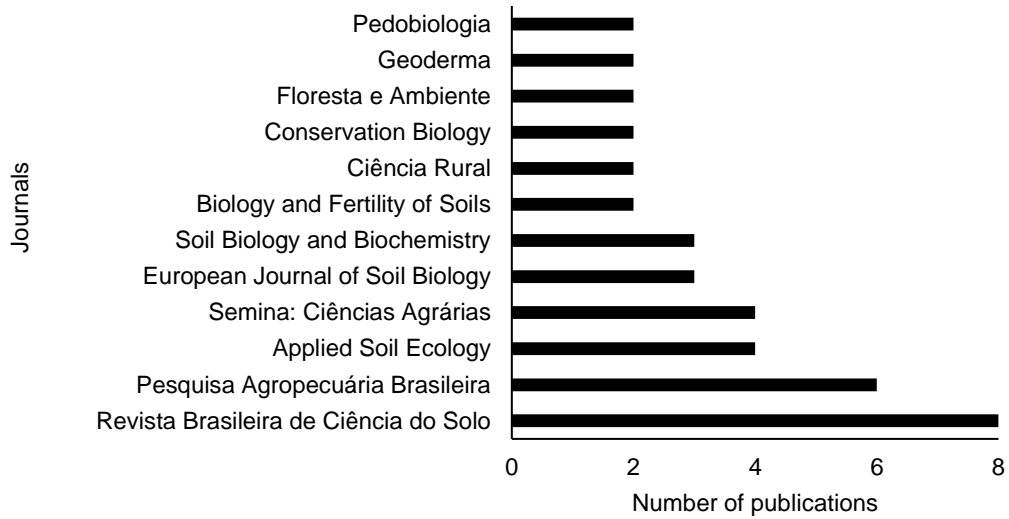 Pedobiologia
Geoderma
Floresta e Ambiente
Conservation Biology
Ciência Rural
Biology and Fertility of Soils
Soil Biology and Biochemistry
European Journal of Soil Biology
Semina: Ciências Agrárias
Applied Soil Ecology
Pesquisa Agropecuária Brasileira
Revista Brasileira de Ciência do Solo
Journals
0 2 4 6 8
Number of publications